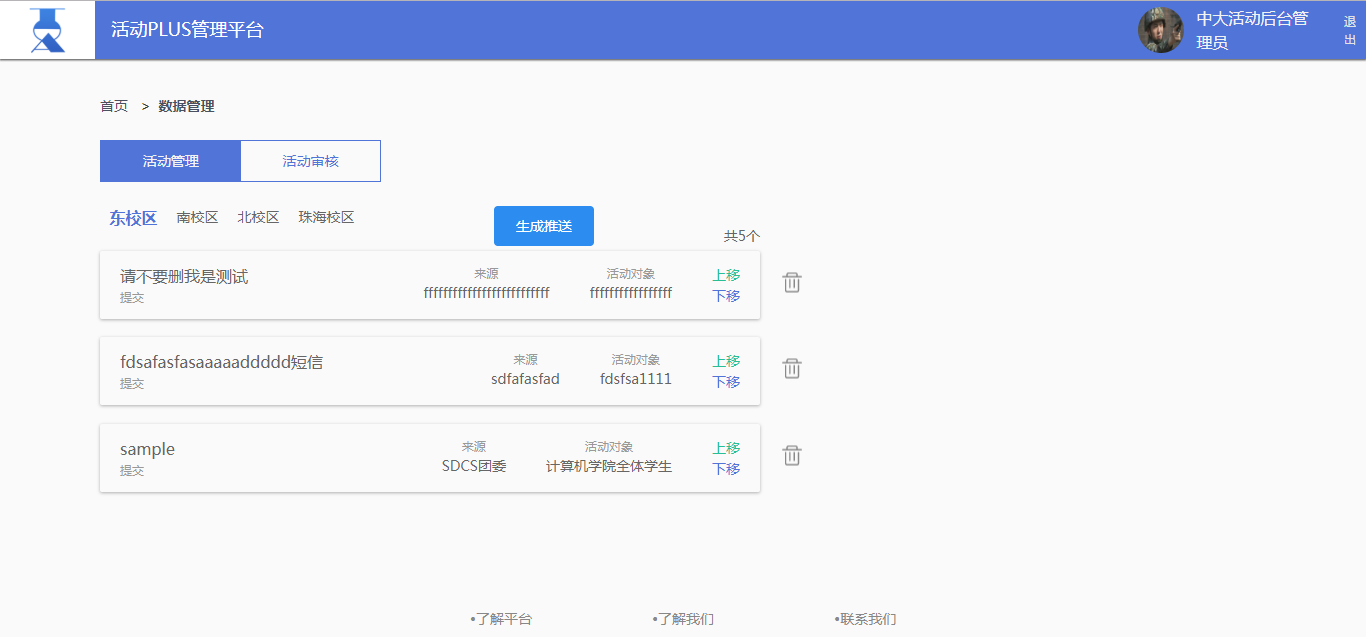 活动PLUS管理平台
中大活动后台管
理员
退
出
首页 > 数据管理
活动管理 活动审核
东校区 南校区 北校区 珠海校区
生成推送
共5个
请不要删我是测试
提交
来源
ffffffffffffffffffffffffff
活动对象
fffffffffffffffff
上移
下移
fdsafasfasaaaaaddddd短信
提交
来源
sdfafasfad
活动对象
fdsfsa1111
上移
下移
sample
提交
来源
SDCS团委
活动对象
计算机学院全体学生
上移
下移
•了解平台 •了解我们 •联系我们